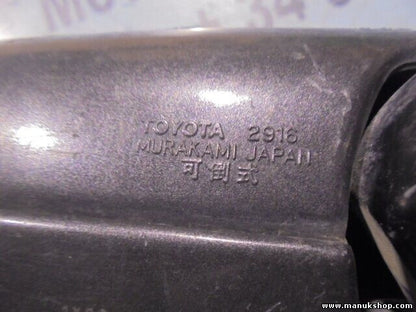 TOYOTA 2916
MURAKAMI JAPAN
可倒式
www.manukshop.com